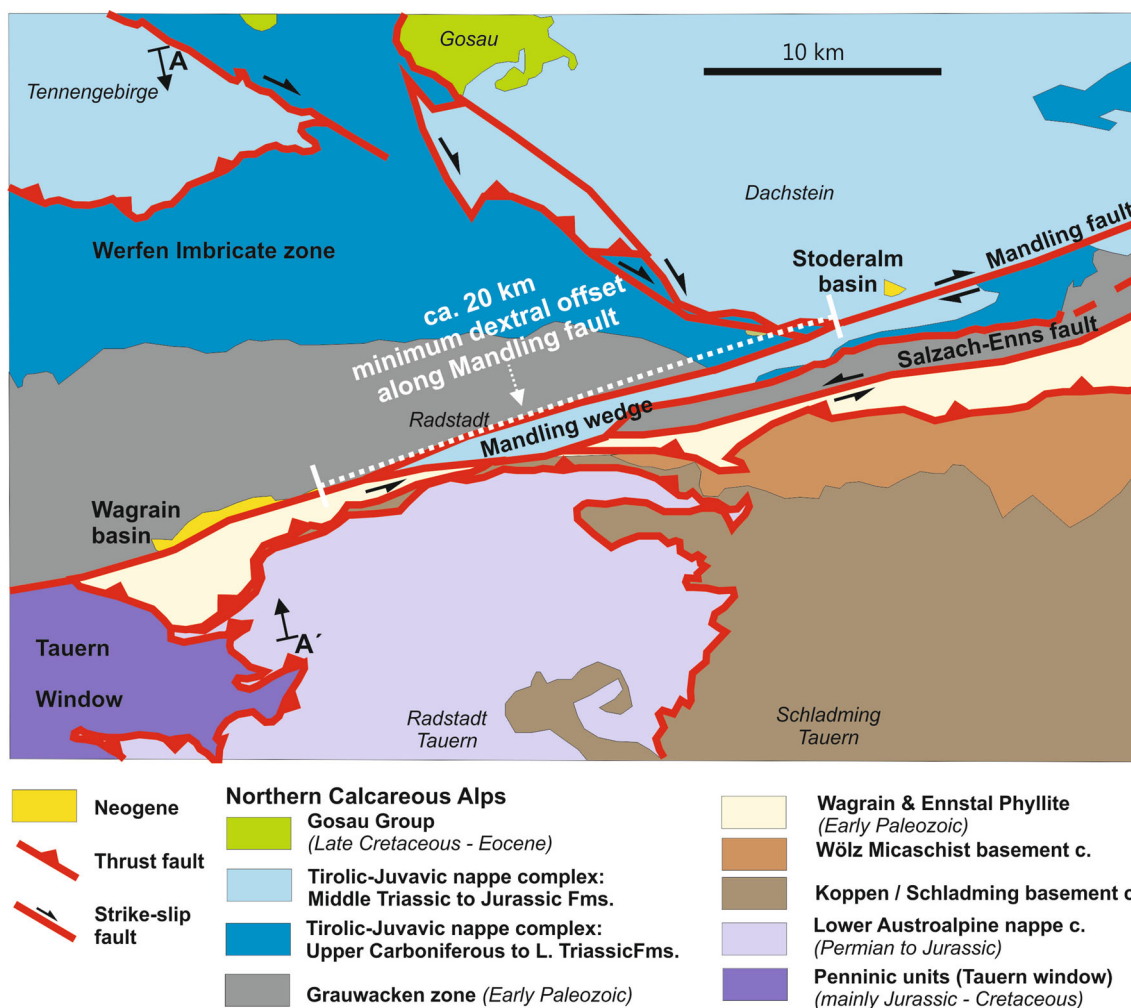 Gosau
A
Tennengebirge
10 km
Dachstein
Werfen Imbricate zone
Mandling fault
Stoderalm
basin
ca. 20 km
minimum dextral offset
along Mandling fault
Salzach-Enns fault
Radstadt
Mandling wedge
Wagrain
basin
A´
Tauern
Window
Radstadt
Tauern
Schladming
Tauern
Neogene
Thrust fault
Strike-slip
fault
Northern Calcareous Alps
Gosau Group
(Late Cretaceous - Eocene)
Tirolic-Juvavic nappe complex:
Middle Triassic to Jurassic Fms.
Tirolic-Juvavic nappe complex:
Upper Carboniferous to L. TriassicFms.
Grauwacken zone (Early Paleozoic)
Wagrain & Ennstal Phyllite
(Early Paleozoic)
Wölz Micaschist basement c.
Koppen / Schladming basement c
Lower Austroalpine nappe c.
(Permian to Jurassic)
Penninic units (Tauern window)
(mainly Jurassic - Cretaceous)